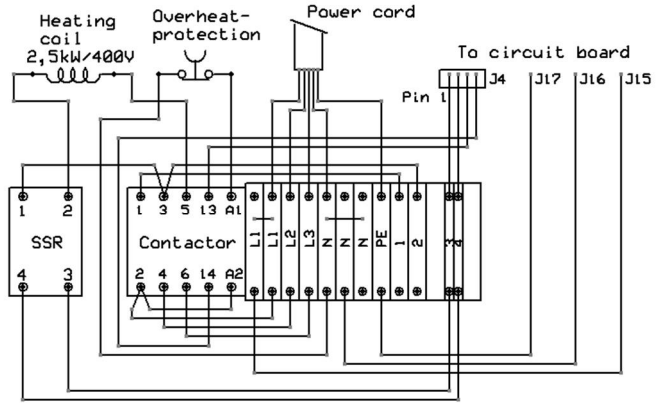 Heating
coil
2,5kW/400V
Overheat-
protection
Power cord
To circuit board
J4
J17
J16
J15
Pin 1
1 2
SSR
4 3
1 3 5 13 A1
Contactor
2 4 6 14 A2
L1 L1 L2 L3 N N N PE 1 2 3 4